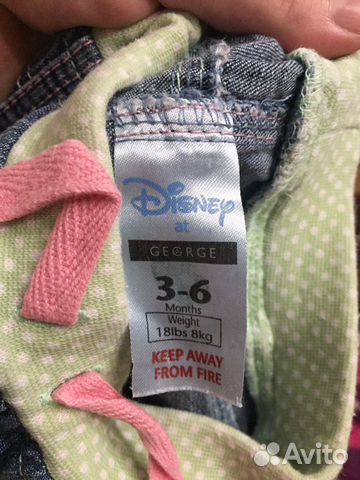 Disney
at
GEORGE
3-6
Months
Weight
18lbs 8kg
KEEP AWAY
FROM FIRE
Avito